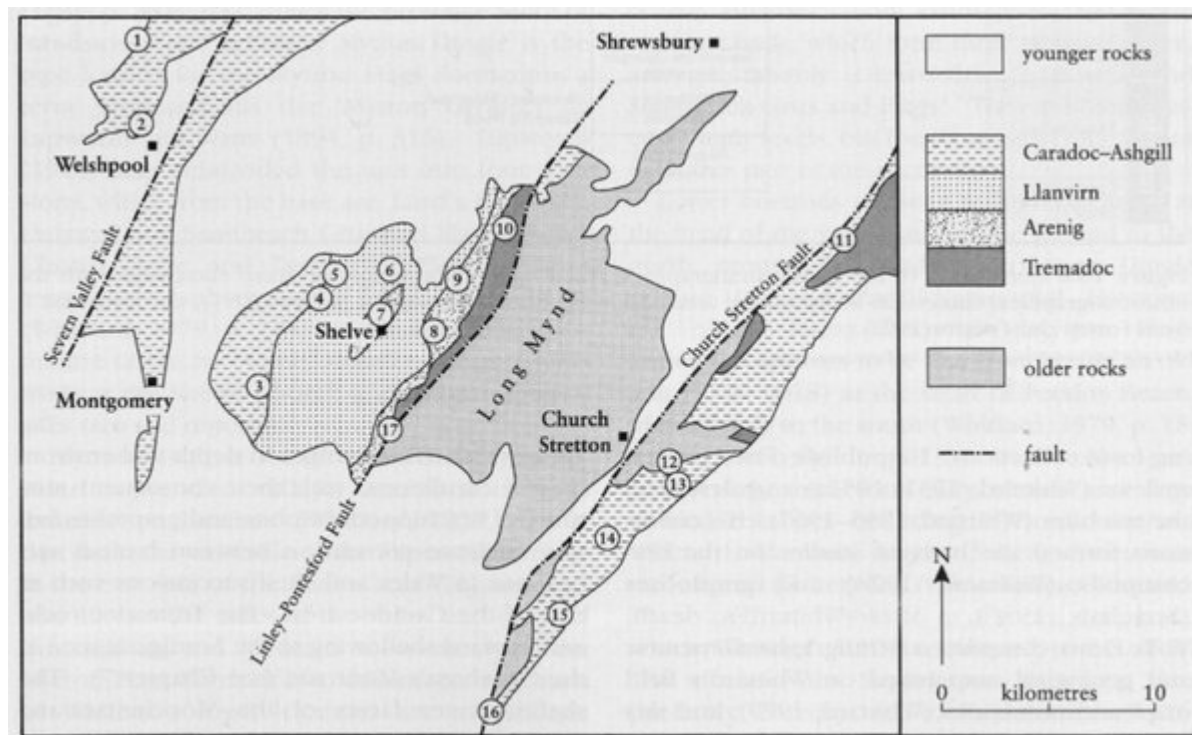 Shrewsbury
younger rocks
Caradoc–Ashgill
Llanvirn
Arenig
Tremadoc
older rocks
fault
N
0 kilometres 10
1
2
Welshpool
Severn Valley Fault
Montgomery
3
4
5
6
7
Shelve
8
9
10
17
Long Mynd
Linley–Pontesford Fault
Church Stretton Fault
11
Church
Stretton
12
13
14
15
16